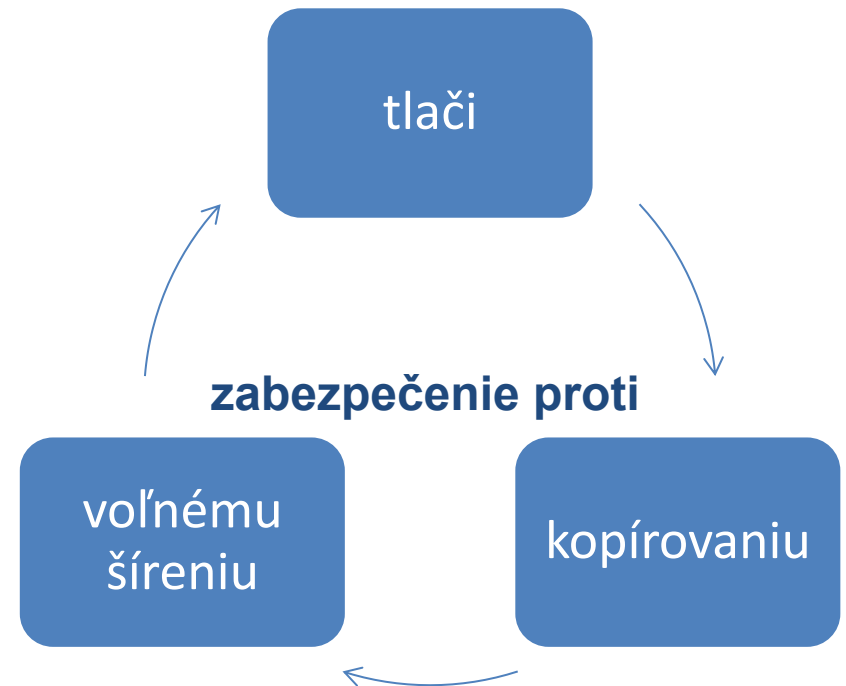 tlači
zabezpečenie proti
voľnému
šíreniu
kopírovaniu